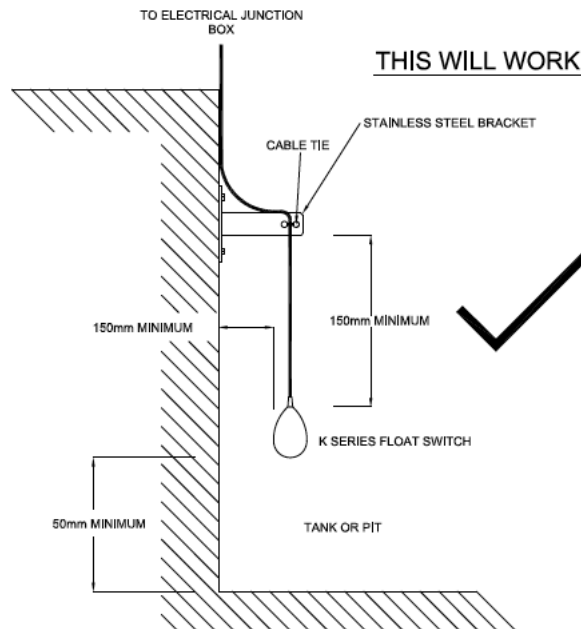 TO ELECTRICAL JUNCTION
BOX
THIS WILL WORK
STAINLESS STEEL BRACKET
CABLE TIE
150mm MINIMUM
150mm MINIMUM
K SERIES FLOAT SWITCH
50mm MINIMUM
TANK OR PIT